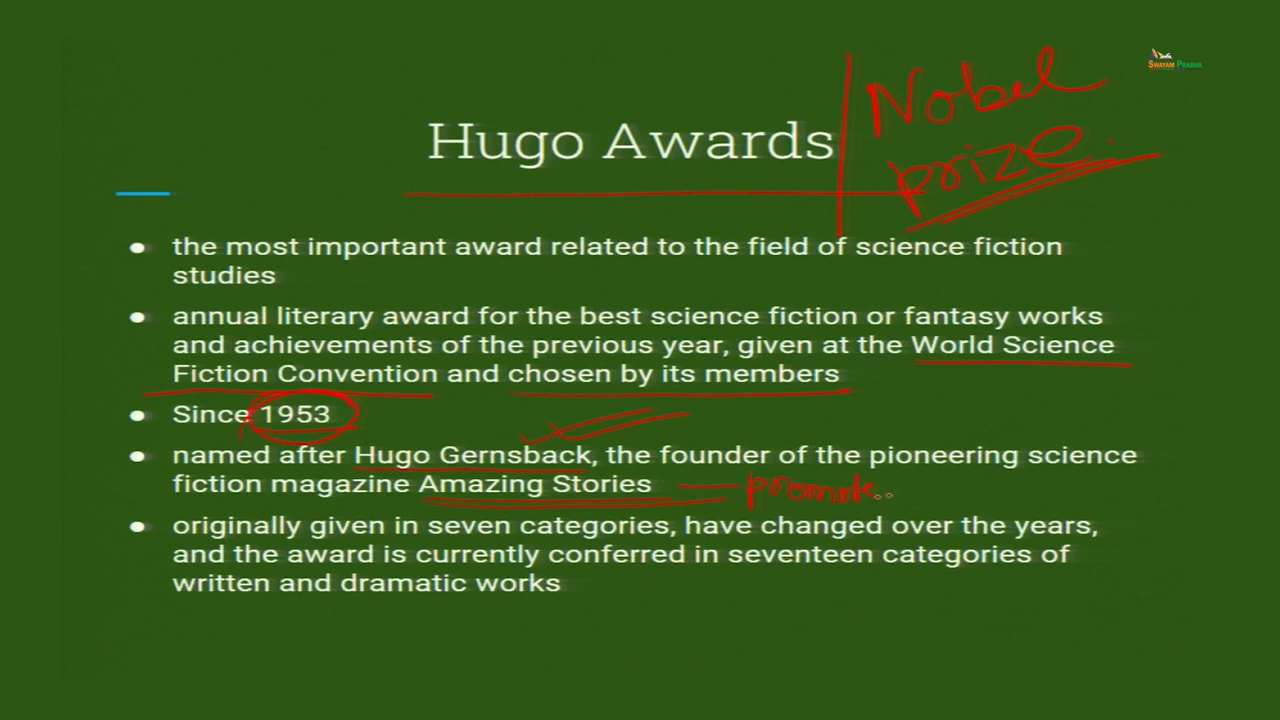 SWAYAM PRABHA
Nobel
prize.
Hugo Awards
● the most important award related to the field of science fiction
studies
● annual literary award for the best science fiction or fantasy works
and achievements of the previous year, given at the World Science
Fiction Convention and chosen by its members
● Since 1953
● named after Hugo Gernsback, the founder of the pioneering science
fiction magazine Amazing Stories — promote..
● originally given in seven categories, have changed over the years,
and the award is currently conferred in seventeen categories of
written and dramatic works